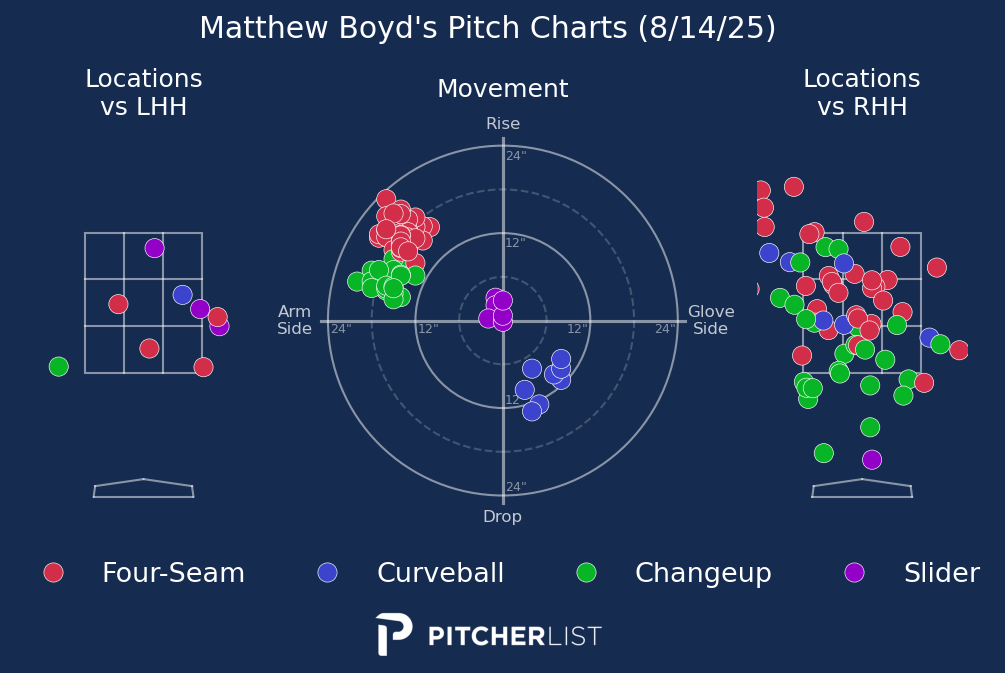 Matthew Boyd's Pitch Charts (8/14/25)
Locations
vs LHH
Movement
Locations
vs RHH
Rise
24"
12"
Arm
Side
24"
12"
12"
24"
Glove
Side
12"
24"
Drop
Four-Seam
Curveball
Changeup
Slider
PITCHERLIST